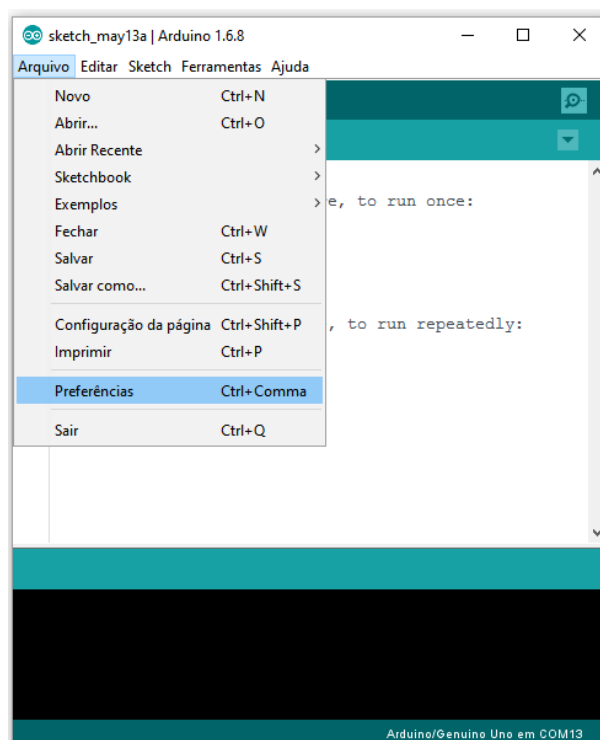 sketch_may13a | Arduino 1.6.8
Arquivo Editar Sketch Ferramentas Ajuda
Novo Ctrl+N
Abrir... Ctrl+O
Abrir Recente
Sketchbook
Exemplos
e, to run once:
Fechar Ctrl+W
Salvar Ctrl+S
Salvar como... Ctrl+Shift+S
Configuração da página Ctrl+Shift+P
, to run repeatedly:
Imprimir Ctrl+P
Preferências Ctrl+Comma
Sair Ctrl+Q
Arduino/Genuino Uno em COM13